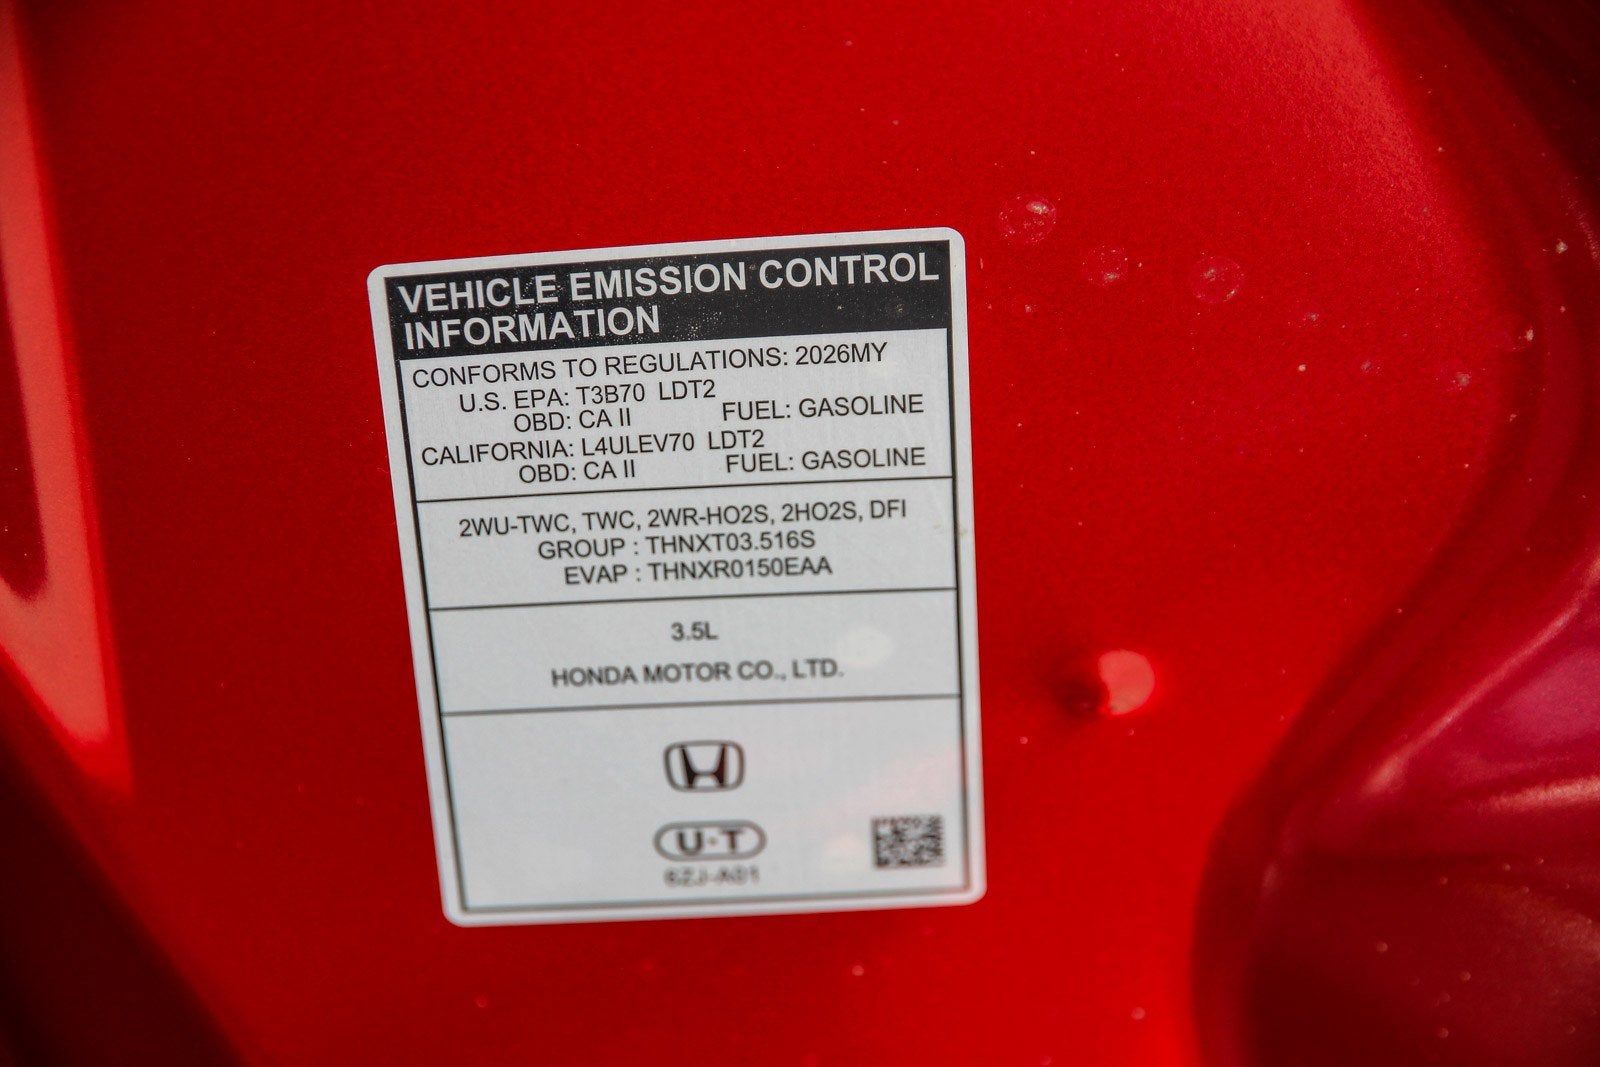 VEHICLE EMISSION CONTROL
INFORMATION
CONFORMS TO REGULATIONS: 2026MY
U.S. EPA: T3B70 LDT2
OBD: CA II FUEL: GASOLINE
CALIFORNIA: L4ULEV70 LDT2
OBD: CA II FUEL: GASOLINE
2WU-TWC, TWC, 2WR-HO2S, 2HO2S, DFI
GROUP : THNXT03.516S
EVAP : THNXR0150EAA
3.5L
HONDA MOTOR CO., LTD.
U·T
6ZJ-A01